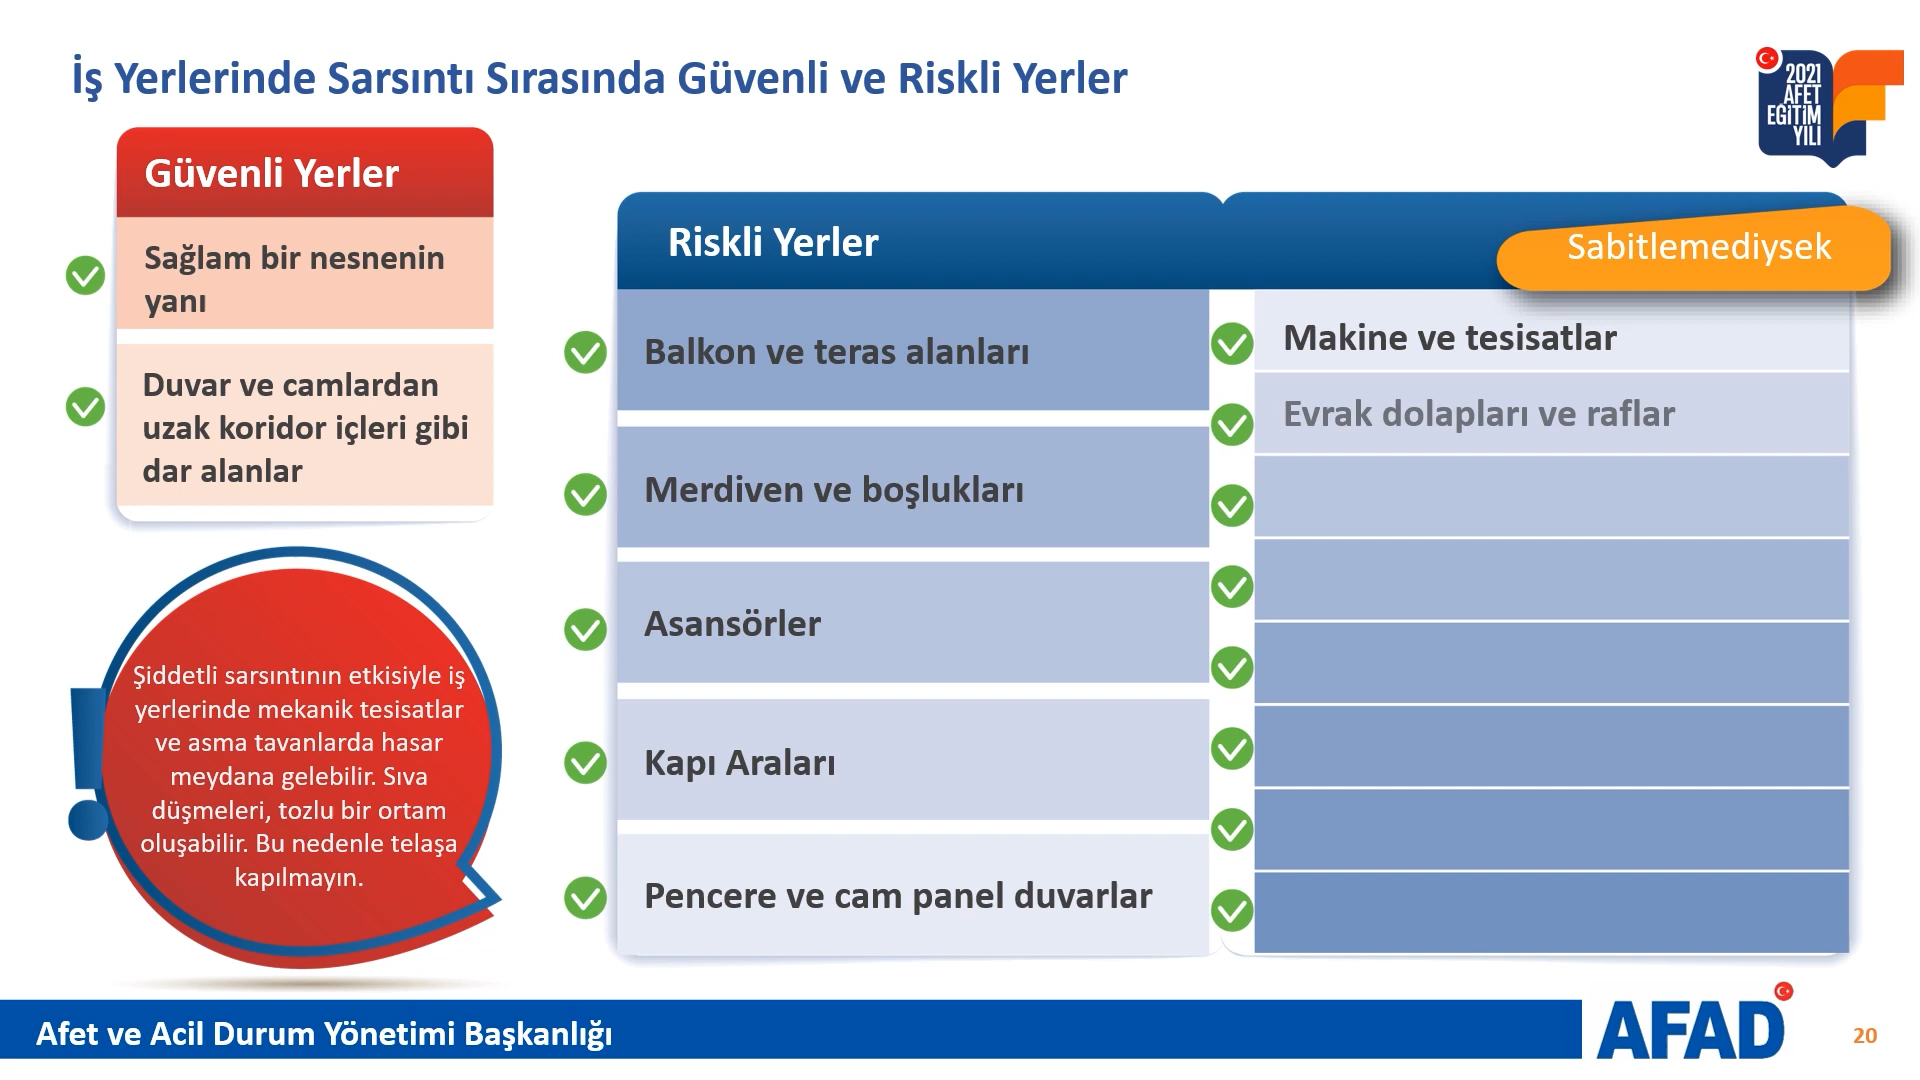 İş Yerlerinde Sarsıntı Sırasında Güvenli ve Riskli Yerler
2021
AFET
EĞİTİM
YILI
Güvenli Yerler
Sağlam bir nesnenin
yanı
Duvar ve camlardan
uzak koridor içleri gibi
dar alanlar
Şiddetli sarsıntının etkisiyle iş
yerlerinde mekanik tesisatlar
ve asma tavanlarda hasar
meydana gelebilir. Sıva
düşmeleri, tozlu bir ortam
oluşabilir. Bu nedenle telaşa
kapılmayın.
Riskli Yerler
Balkon ve teras alanları
Merdiven ve boşlukları
Asansörler
Kapı Araları
Pencere ve cam panel duvarlar
Sabitlemediysek
Makine ve tesisatlar
Evrak dolapları ve raflar
Afet ve Acil Durum Yönetimi Başkanlığı
AFAD
20